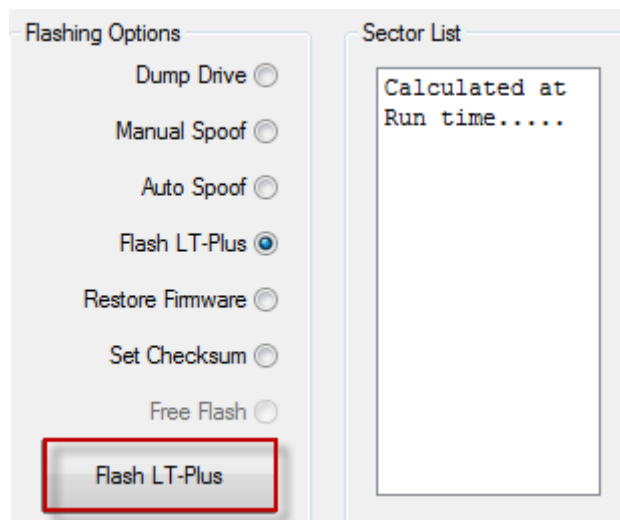 Flashing Options
Dump Drive
Manual Spoof
Auto Spoof
Flash LT-Plus
Restore Firmware
Set Checksum
Free Flash
Flash LT-Plus
Sector List
Calculated at
Run time.....